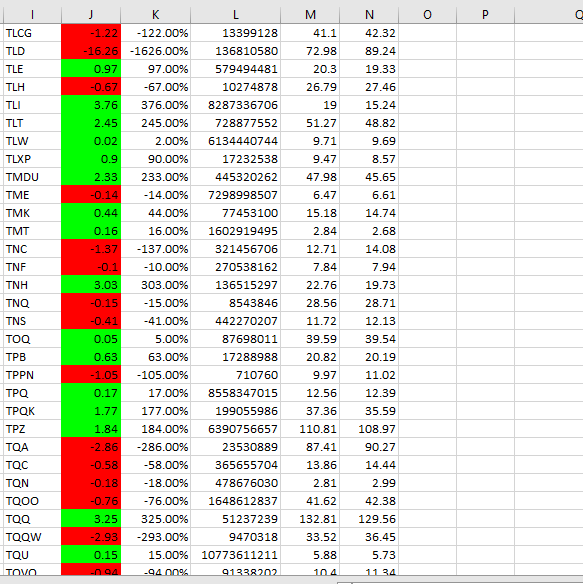 I J K L M N O P Q
TLCG -1.22 -122.00% 13399128 41.1 42.32
TLD -16.26 -1626.00% 136810580 72.98 89.24
TLE 0.97 97.00% 579494481 20.3 19.33
TLH -0.67 -67.00% 10274878 26.79 27.46
TLI 3.76 376.00% 8287336706 19 15.24
TLT 2.45 245.00% 728877552 51.27 48.82
TLW 0.02 2.00% 6134440744 9.71 9.69
TLXP 0.9 90.00% 17232538 9.47 8.57
TMDU 2.33 233.00% 445320262 47.98 45.65
TME -0.14 -14.00% 7298998507 6.47 6.61
TMK 0.44 44.00% 77453100 15.18 14.74
TMT 0.16 16.00% 1602919495 2.84 2.68
TNC -1.37 -137.00% 321456706 12.71 14.08
TNF -0.1 -10.00% 270538162 7.84 7.94
TNH 3.03 303.00% 136515297 22.76 19.73
TNQ -0.15 -15.00% 8543846 28.56 28.71
TNS -0.41 -41.00% 442270207 11.72 12.13
TOQ 0.05 5.00% 87698011 39.59 39.54
TPB 0.63 63.00% 17288988 20.82 20.19
TPPN -1.05 -105.00% 710760 9.97 11.02
TPQ 0.17 17.00% 8558347015 12.56 12.39
TPQK 1.77 177.00% 199055986 37.36 35.59
TPZ 1.84 184.00% 6390756657 110.81 108.97
TQA -2.86 -286.00% 23530889 87.41 90.27
TQC -0.58 -58.00% 365655704 13.86 14.44
TQN -0.18 -18.00% 478676030 2.81 2.99
TQOO -0.76 -76.00% 1648612837 41.62 42.38
TQQ 3.25 325.00% 51237239 132.81 129.56
TQQW -2.93 -293.00% 9470318 33.52 36.45
TQU 0.15 15.00% 10773611211 5.88 5.73
TQVO -0.94 -94.00% 91338202 10.4 11.34